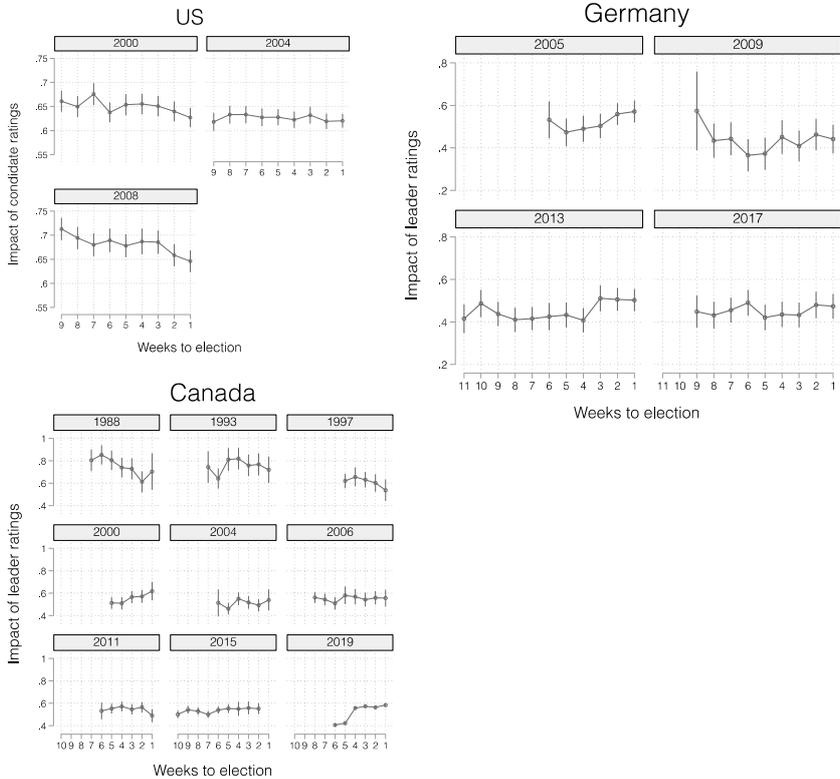 US
2000
2004
.75
.7
.65
.6
.55
9 8 7 6 5 4 3 2 1
2008
.75
.7
.65
.6
.55
9 8 7 6 5 4 3 2 1
Impact of candidate ratings
Weeks to election
Germany
2005
2009
.8
.6
.4
.2
2013
2017
.8
.6
.4
.2
11 10 9 8 7 6 5 4 3 2 1
11 10 9 8 7 6 5 4 3 2 1
Impact of leader ratings
Weeks to election
Canada
1988
1993
1997
1
.8
.6
.4
2000
2004
2006
1
.8
.6
.4
2011
2015
2019
1
.8
.6
.4
10 9 8 7 6 5 4 3 2 1
10 9 8 7 6 5 4 3 2 1
10 9 8 7 6 5 4 3 2 1
Impact of leader ratings
Weeks to election